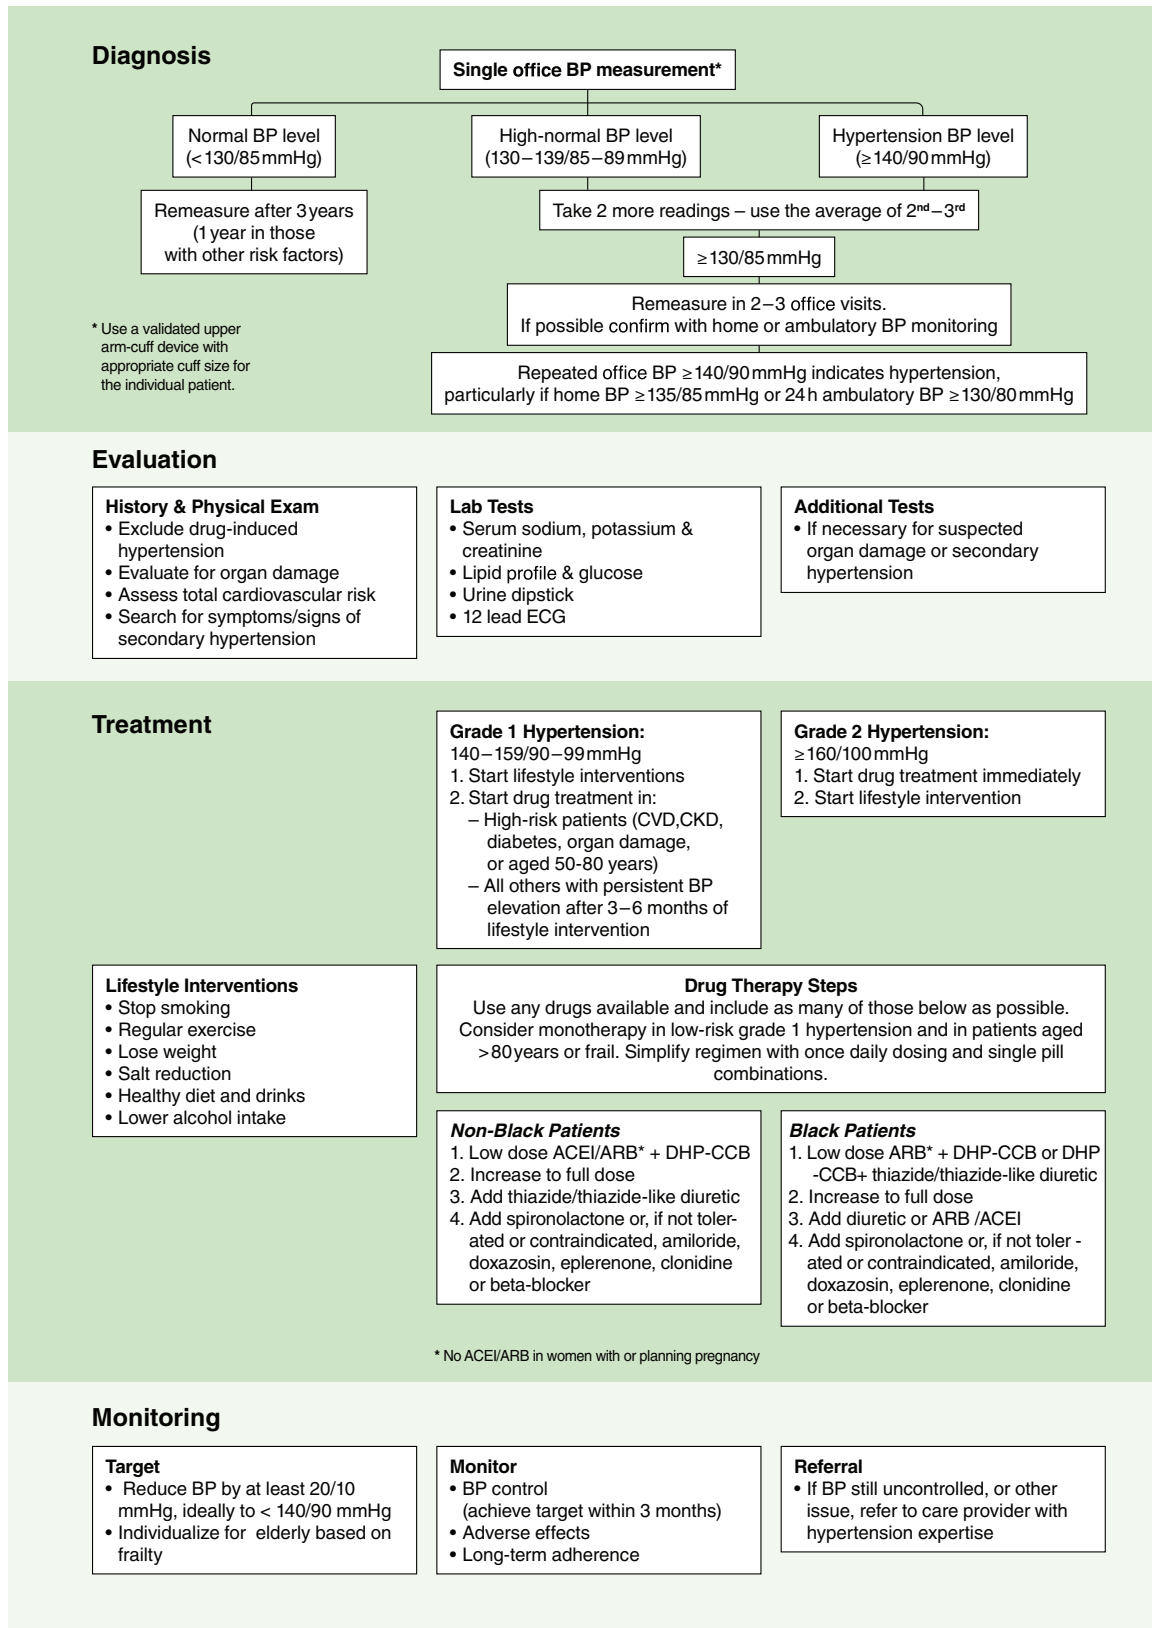 Diagnosis
Single office BP measurement*
Normal BP level
(<130/85 mmHg)
High-normal BP level
(130–139/85–89 mmHg)
Hypertension BP level
(≥140/90 mmHg)
Remeasure after 3 years
(1 year in those
with other risk factors)
Take 2 more readings – use the average of 2nd–3rd
≥130/85 mmHg
Remeasure in 2–3 office visits.
If possible confirm with home or ambulatory BP monitoring
Repeated office BP ≥140/90 mmHg indicates hypertension,
particularly if home BP ≥135/85 mmHg or 24 h ambulatory BP ≥130/80 mmHg
* Use a validated upper
arm-cuff device with
appropriate cuff size for
the individual patient.
Evaluation
History & Physical Exam
• Exclude drug-induced
hypertension
• Evaluate for organ damage
• Assess total cardiovascular risk
• Search for symptoms/signs of
secondary hypertension
Lab Tests
• Serum sodium, potassium &
creatinine
• Lipid profile & glucose
• Urine dipstick
• 12 lead ECG
Additional Tests
• If necessary for suspected
organ damage or secondary
hypertension
Treatment
Grade 1 Hypertension:
140–159/90–99 mmHg
1. Start lifestyle interventions
2. Start drug treatment in:
– High-risk patients (CVD,CKD,
diabetes, organ damage,
or aged 50-80 years)
– All others with persistent BP
elevation after 3–6 months of
lifestyle intervention
Grade 2 Hypertension:
≥160/100 mmHg
1. Start drug treatment immediately
2. Start lifestyle intervention
Lifestyle Interventions
• Stop smoking
• Regular exercise
• Lose weight
• Salt reduction
• Healthy diet and drinks
• Lower alcohol intake
Drug Therapy Steps
Use any drugs available and include as many of those below as possible.
Consider monotherapy in low-risk grade 1 hypertension and in patients aged
>80 years or frail. Simplify regimen with once daily dosing and single pill
combinations.
Non-Black Patients
1. Low dose ACEI/ARB* + DHP-CCB
2. Increase to full dose
3. Add thiazide/thiazide-like diuretic
4. Add spironolactone or, if not toler-
ated or contraindicated, amiloride,
doxazosin, eplerenone, clonidine
or beta-blocker
Black Patients
1. Low dose ARB* + DHP-CCB or DHP
-CCB+ thiazide/thiazide-like diuretic
2. Increase to full dose
3. Add diuretic or ARB /ACEI
4. Add spironolactone or, if not toler -
ated or contraindicated, amiloride,
doxazosin, eplerenone, clonidine
or beta-blocker
* No ACEI/ARB in women with or planning pregnancy
Monitoring
Target
• Reduce BP by at least 20/10
mmHg, ideally to < 140/90 mmHg
• Individualize for elderly based on
frailty
Monitor
• BP control
(achieve target within 3 months)
• Adverse effects
• Long-term adherence
Referral
• If BP still uncontrolled, or other
issue, refer to care provider with
hypertension expertise